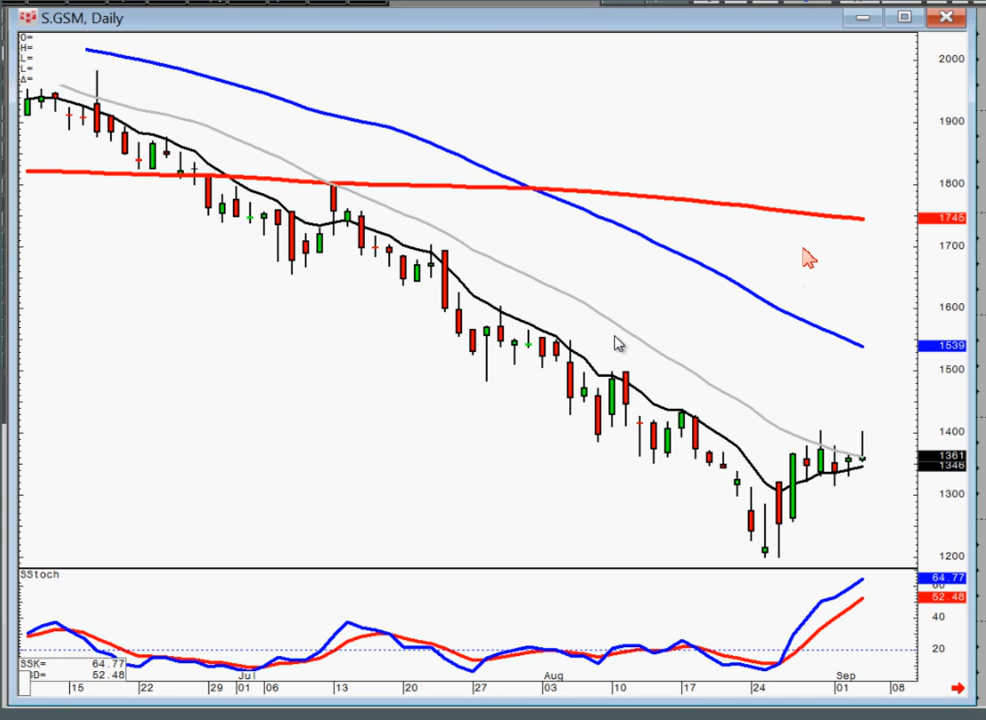 S.GSM, Daily
O=
H=
L=
L=
Δ=
2000
1900
1800
1745
1700
1600
1539
1500
1400
1361
1346
1300
1200
SStoch
64.77
52.48
40
20
SSK= 64.77
D= 52.48
Jul Aug Sep
15 22 29 01 06 13 20 27 03 10 17 24 01 08